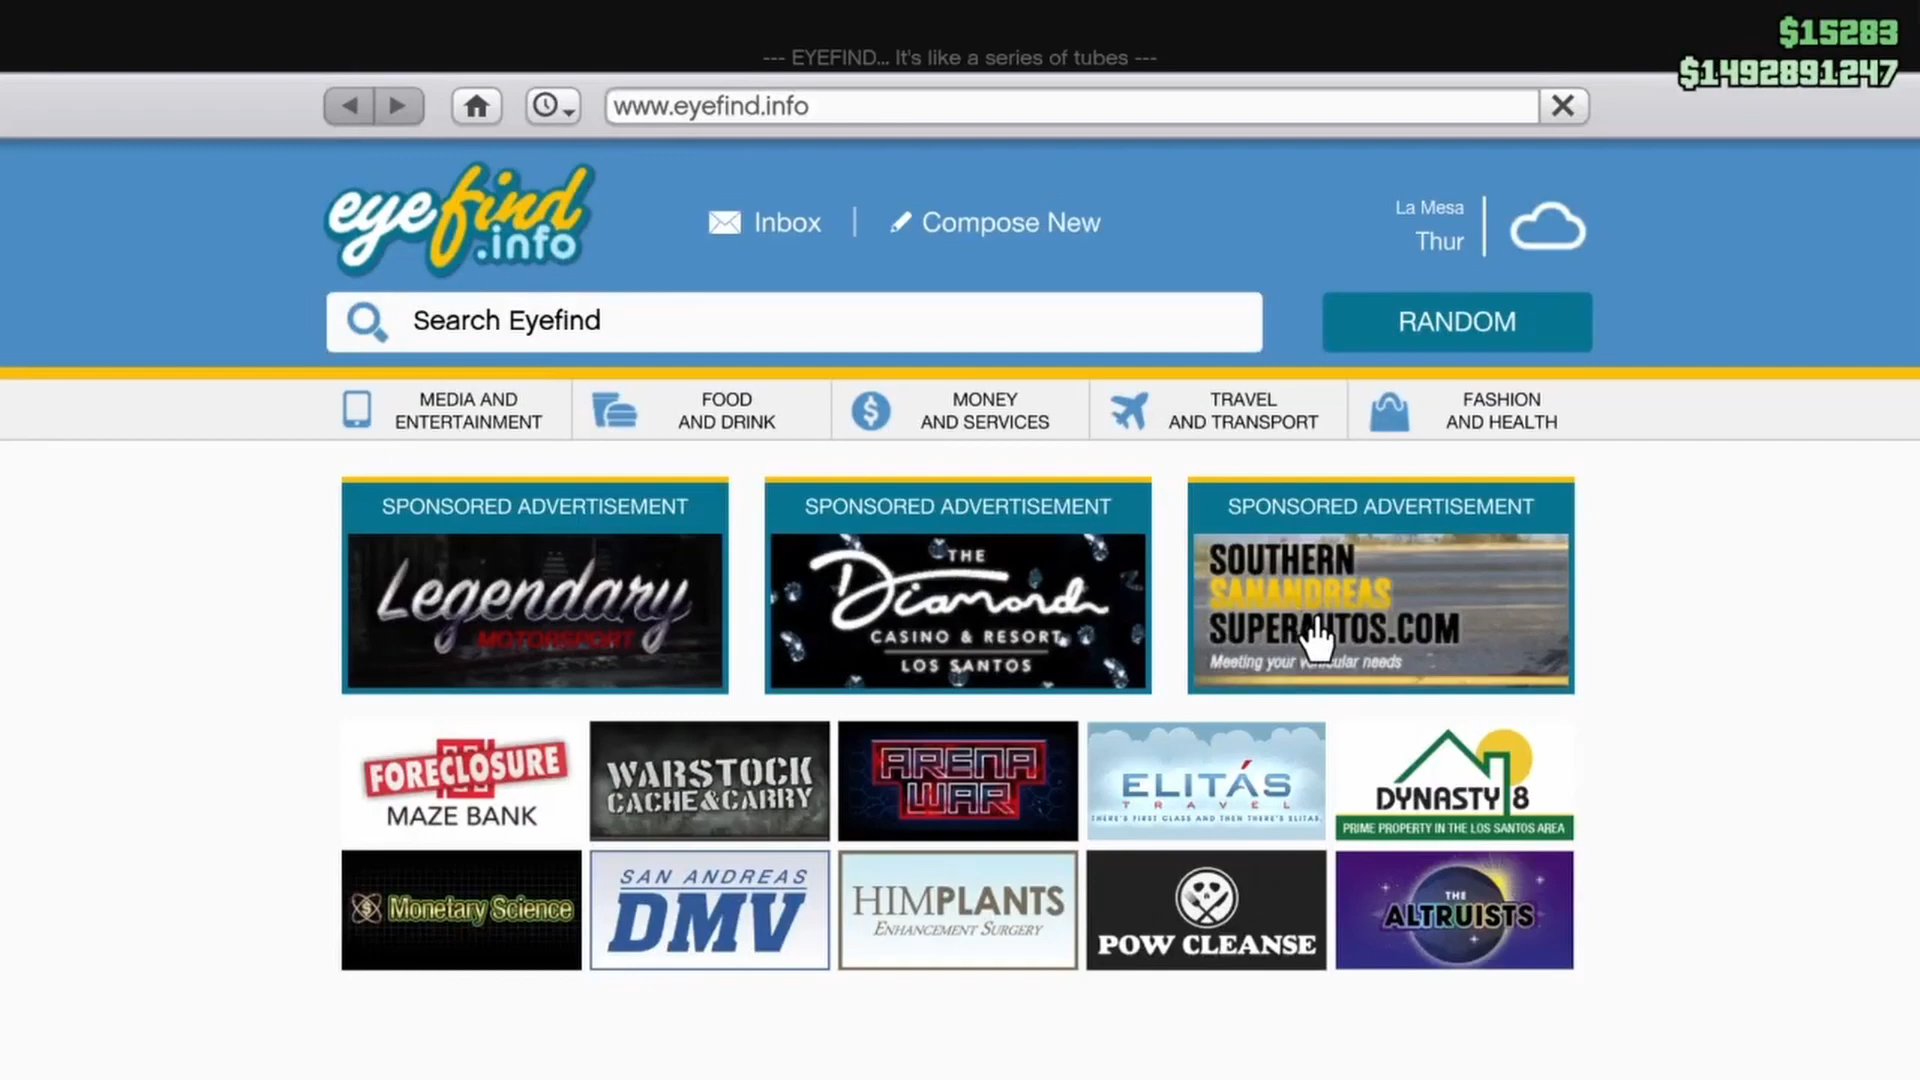 $15283
--- EYEFIND... It's like a series of tubes ---
$1492891247
www.eyefind.info
eyefind
.info
Inbox
Compose New
La Mesa
Thur
Search Eyefind
RANDOM
MEDIA AND
ENTERTAINMENT
FOOD
AND DRINK
MONEY
AND SERVICES
TRAVEL
AND TRANSPORT
FASHION
AND HEALTH
SPONSORED ADVERTISEMENT
Legendary
MOTORSPORT
SPONSORED ADVERTISEMENT
THE
Diamond
CASINO & RESORT
LOS SANTOS
SPONSORED ADVERTISEMENT
SOUTHERN
SANANDREAS
SUPERAUTOS.COM
Meeting your vehicular needs
FORECLOSURE
MAZE BANK
WARSTOCK
CACHE&CARRY
ARENA
WAR
ELITÁS
TRAVEL
THERE'S FIRST CLASS AND THEN THERE'S ELITAS.
DYNASTY 8
PRIME PROPERTY IN THE LOS SANTOS AREA
Monetary Science
SAN ANDREAS
DMV
HIMPLANTS
ENHANCEMENT SURGERY
POW CLEANSE
THE
ALTRUISTS